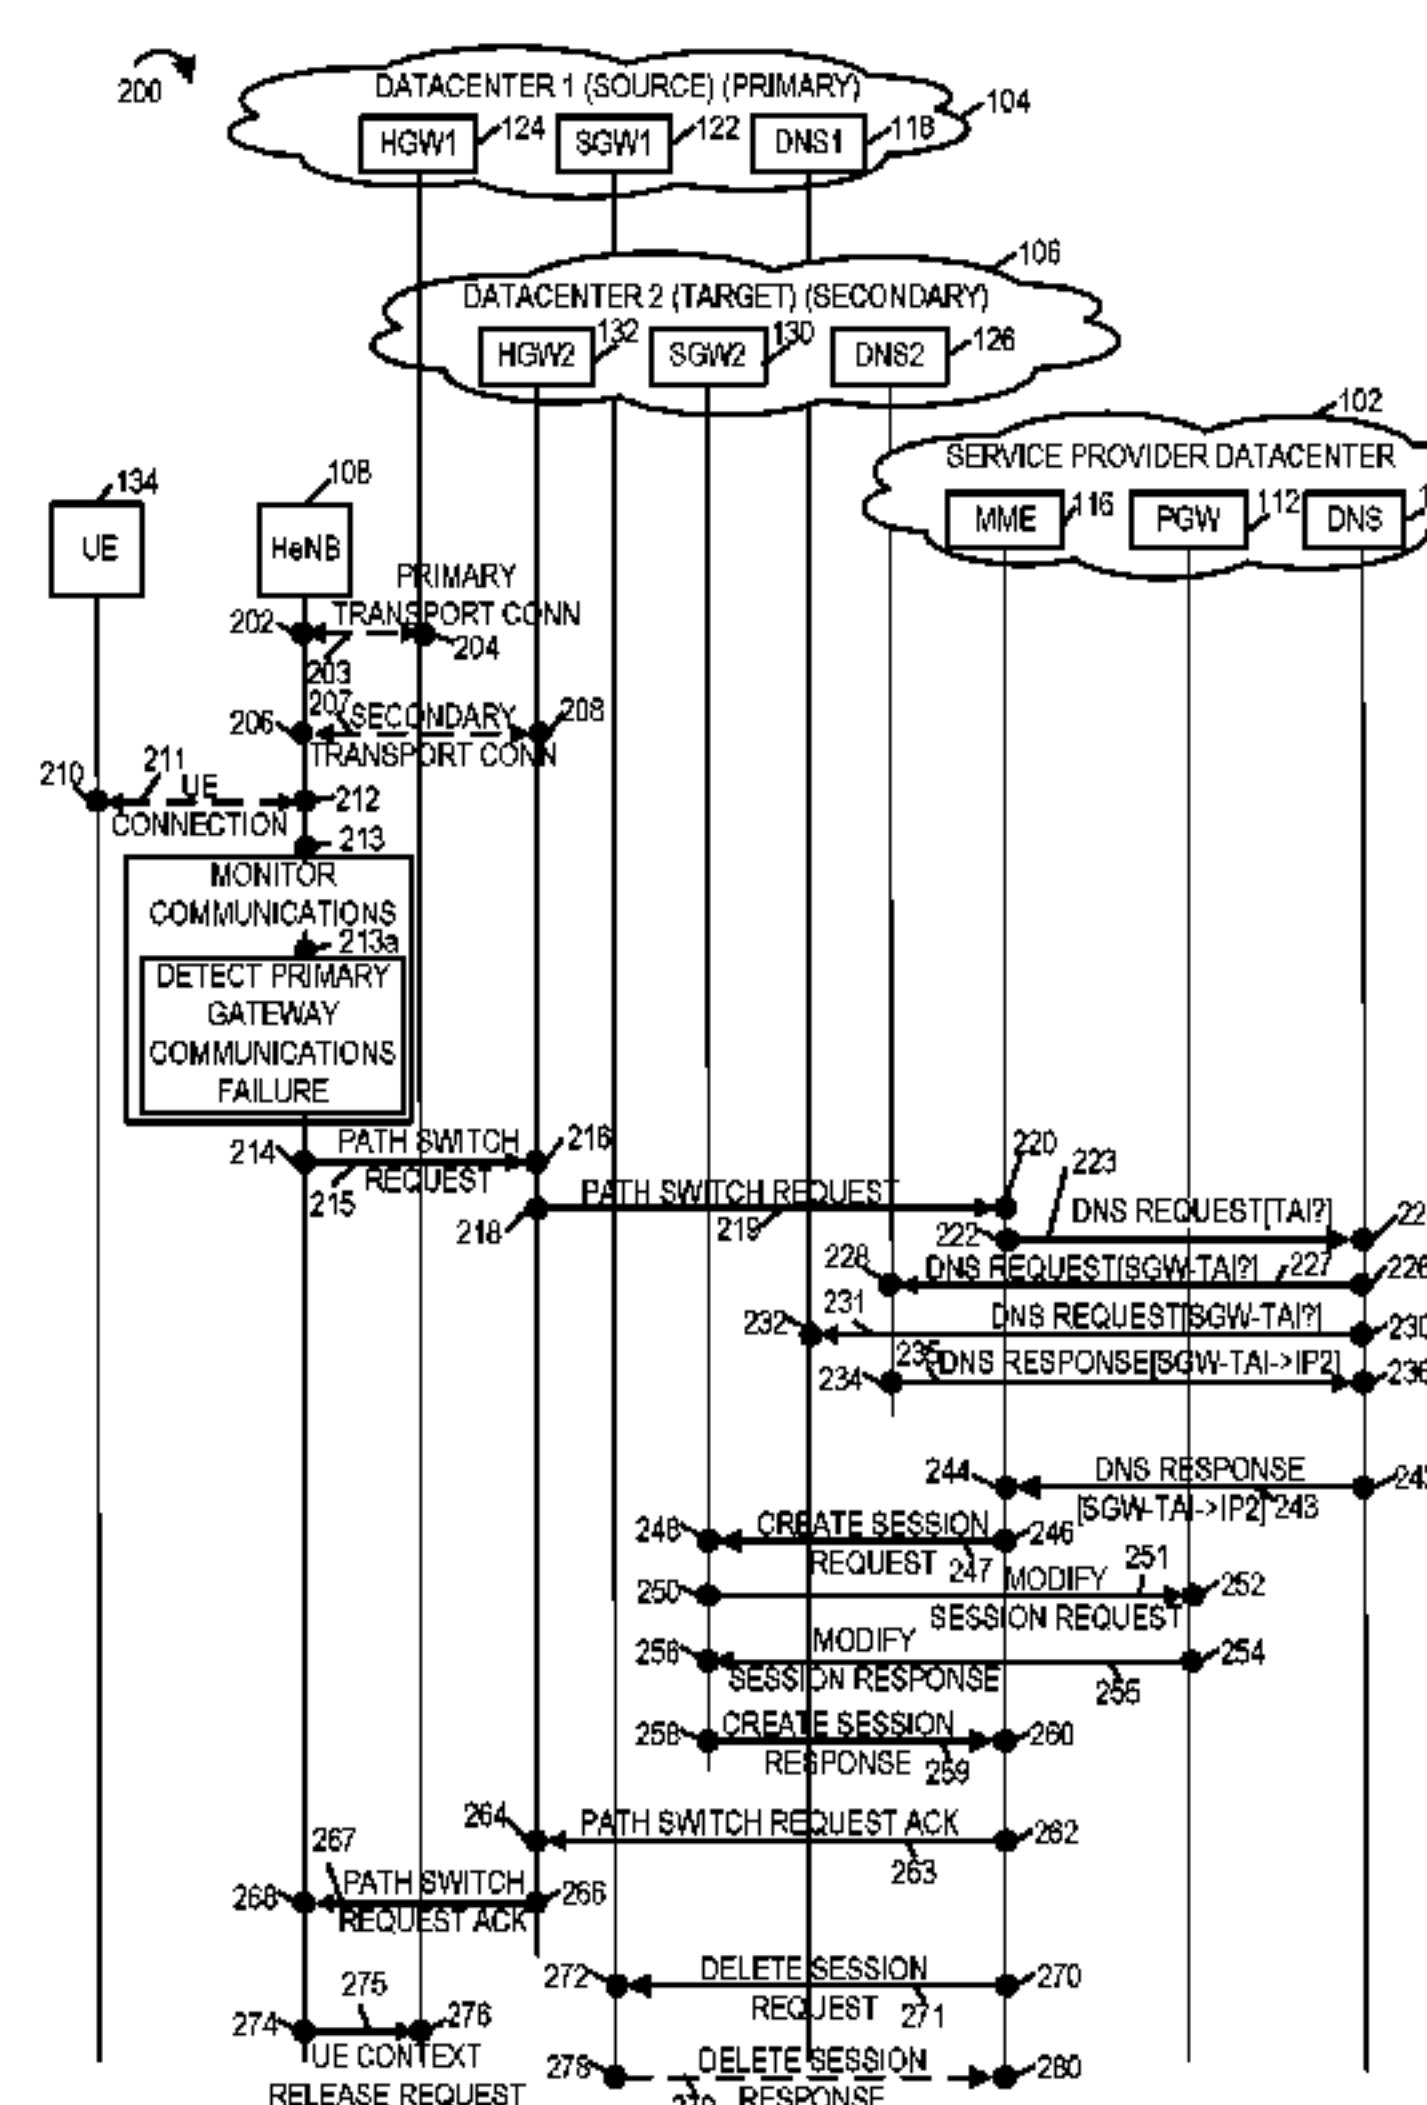 200
DATACENTER 1 (SOURCE) (PRIMARY)
104
HGW1
124
SGW1
122
DNS1
118
106
DATACENTER 2 (TARGET) (SECONDARY)
HGW2
132
SGW2
130
DNS2
126
102
SERVICE PROVIDER DATACENTER
MME
116
PGW
112
DNS
134
UE
108
HeNB
PRIMARY
TRANSPORT CONN
202
203
204
207
SECONDARY
206
208
TRANSPORT CONN
210
211
UE
212
CONNECTION
213
MONITOR
COMMUNICATIONS
213a
DETECT PRIMARY
GATEWAY
COMMUNICATIONS
FAILURE
214
PATH SWITCH
REQUEST
215
216
220
PATH SWITCH REQUEST
218
219
223
DNS REQUEST[TAI?]
222
228
DNS REQUEST[SGW-TAI?]
227
226
231
DNS REQUEST[SGW-TAI?]
232
230
235
DNS RESPONSE[SGW-TAI->IP2]
234
236
244
DNS RESPONSE
[SGW-TAI->IP2]
243
248
CREATE SESSION
REQUEST
247
246
251
250
MODIFY
SESSION REQUEST
252
256
MODIFY
SESSION RESPONSE
255
254
258
CREATE SESSION
RESPONSE
259
260
264
PATH SWITCH REQUEST ACK
262
263
267
268
PATH SWITCH
REQUEST ACK
266
272
DELETE SESSION
REQUEST
271
270
275
274
276
UE CONTEXT
RELEASE REQUEST
278
DELETE SESSION
RESPONSE
280